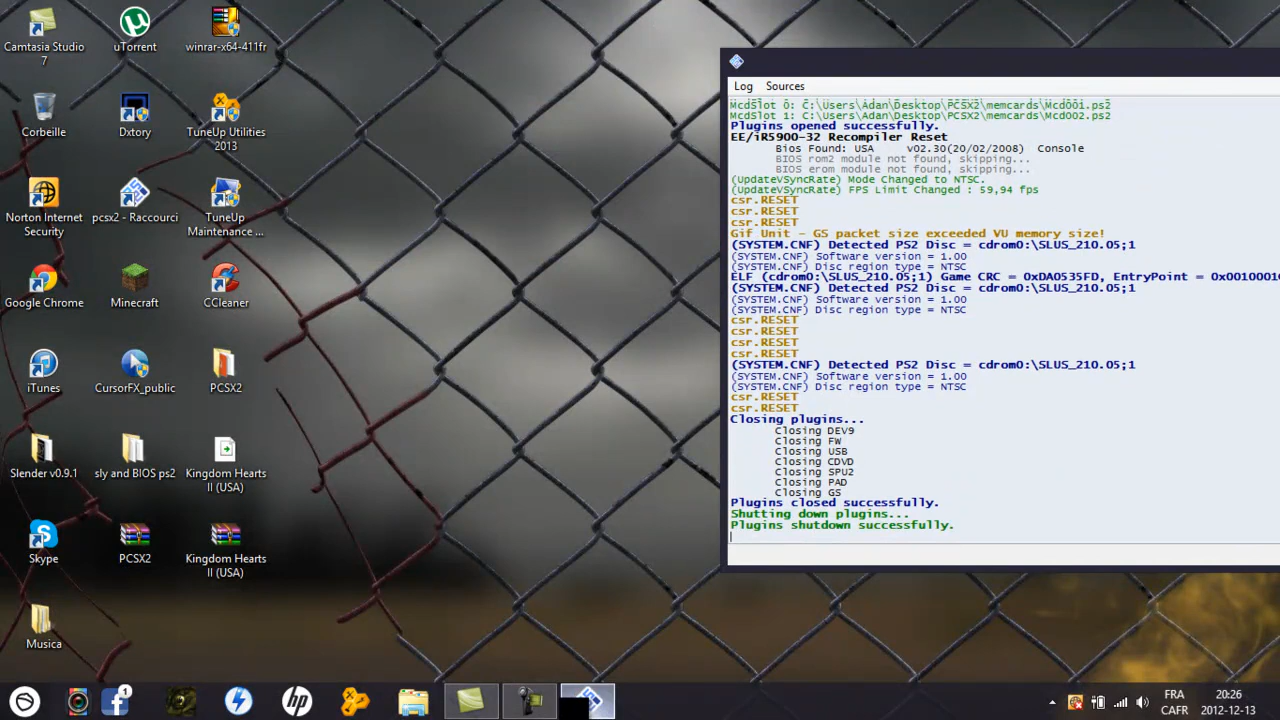 Camtasia Studio
7
uTorrent
winrar-x64-411fr
Corbeille
Dxtory
TuneUp Utilities
2013
Norton Internet
Security
pcsx2 - Raccourci
TuneUp
Maintenance ...
Google Chrome
Minecraft
CCleaner
iTunes
CursorFX_public
PCSX2
Slender v0.9.1
sly and BIOS ps2
Kingdom Hearts
II (USA)
Skype
PCSX2
Kingdom Hearts
II (USA)
Musica
Log Sources
McdSlot 0: C:\Users\Adan\Desktop\PCSX2\memcards\Mcd001.ps2
McdSlot 1: C:\Users\Adan\Desktop\PCSX2\memcards\Mcd002.ps2
Plugins opened successfully.
EE/iR5900-32 Recompiler Reset
Bios Found: USA v02.30(20/02/2008) Console
BIOS rom2 module not found, skipping...
BIOS erom module not found, skipping...
(UpdateVSyncRate) Mode Changed to NTSC.
(UpdateVSyncRate) FPS Limit Changed : 59,94 fps
csr.RESET
csr.RESET
csr.RESET
Gif Unit - GS packet size exceeded VU memory size!
(SYSTEM.CNF) Detected PS2 Disc = cdrom0:\SLUS_210.05;1
(SYSTEM.CNF) Software version = 1.00
(SYSTEM.CNF) Disc region type = NTSC
ELF (cdrom0:\SLUS_210.05;1) Game CRC = 0xDA0535FD, EntryPoint = 0x0010001
(SYSTEM.CNF) Detected PS2 Disc = cdrom0:\SLUS_210.05;1
(SYSTEM.CNF) Software version = 1.00
(SYSTEM.CNF) Disc region type = NTSC
csr.RESET
csr.RESET
csr.RESET
csr.RESET
(SYSTEM.CNF) Detected PS2 Disc = cdrom0:\SLUS_210.05;1
(SYSTEM.CNF) Software version = 1.00
(SYSTEM.CNF) Disc region type = NTSC
csr.RESET
csr.RESET
Closing plugins...
Closing DEV9
Closing FW
Closing USB
Closing CDVD
Closing SPU2
Closing PAD
Closing GS
Plugins closed successfully.
Shutting down plugins...
Plugins shutdown successfully.
1
hp
FRA
CAFR
20:26
2012-12-13